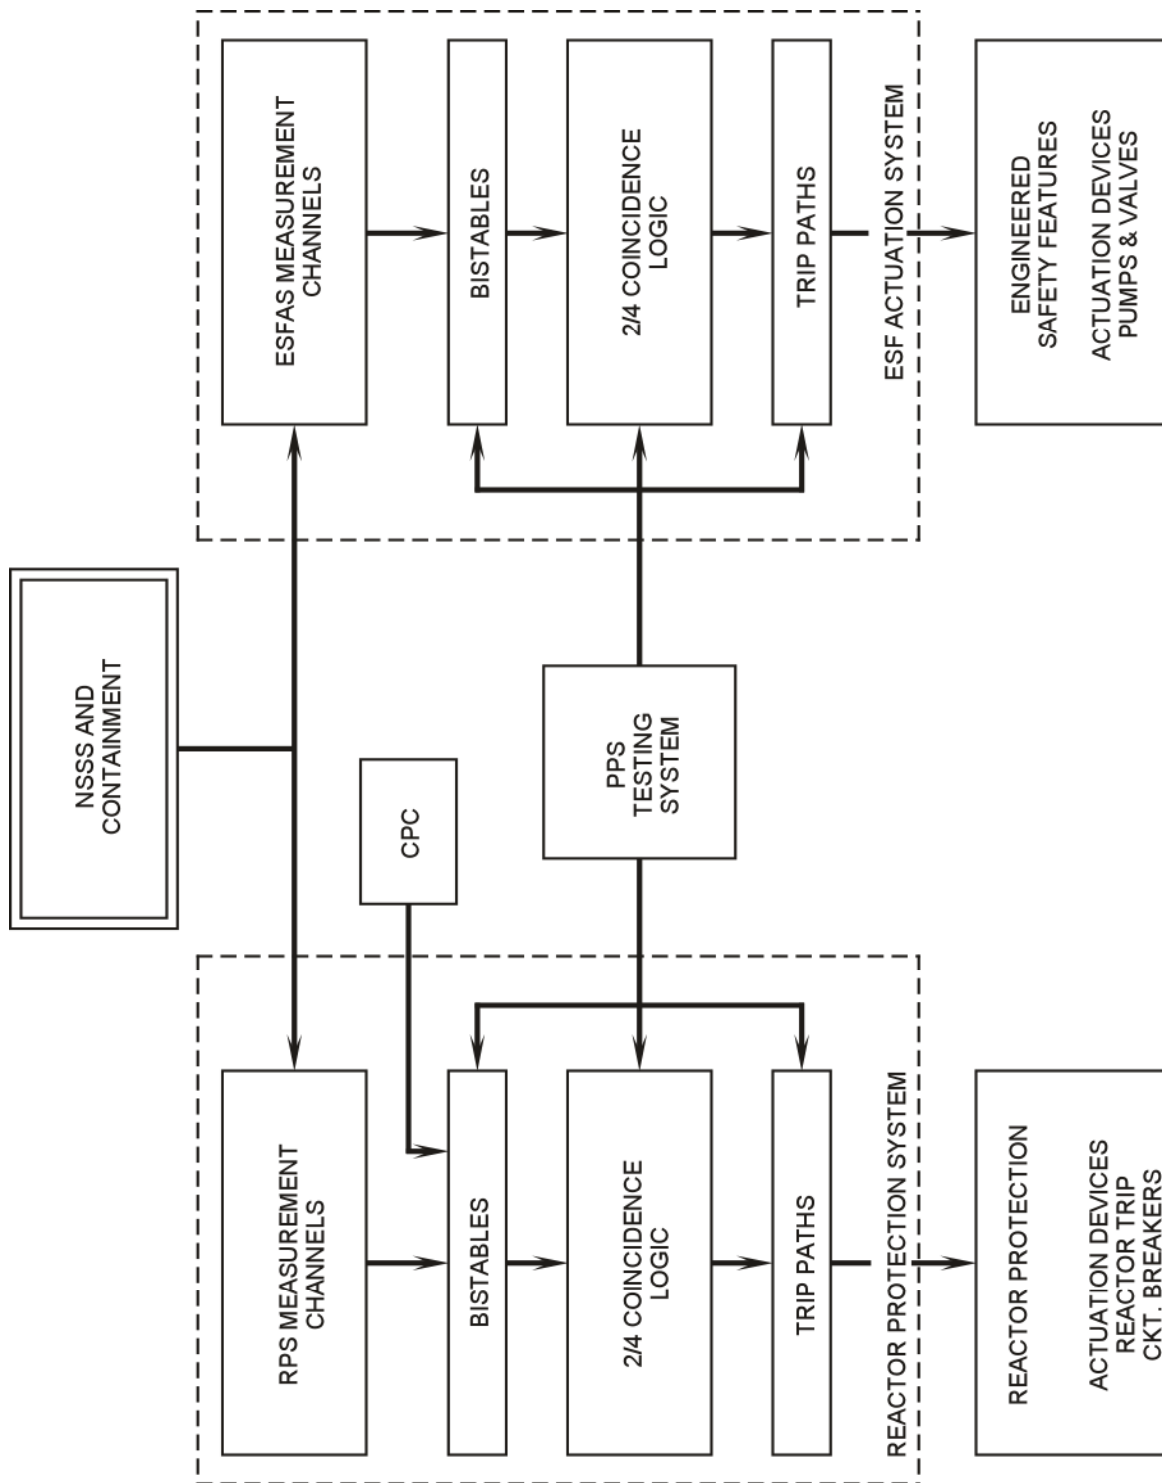 NSSS AND
CONTAINMENT
RPS MEASUREMENT
CHANNELS
ESFAS MEASUREMENT
CHANNELS
CPC
BISTABLES
BISTABLES
2/4 COINCIDENCE
LOGIC
PPS
TESTING
SYSTEM
2/4 COINCIDENCE
LOGIC
TRIP PATHS
TRIP PATHS
REACTOR PROTECTION SYSTEM
ESF ACTUATION SYSTEM
REACTOR PROTECTION
ACTUATION DEVICES
REACTOR TRIP
CKT. BREAKERS
ENGINEERED
SAFETY FEATURES
ACTUATION DEVICES
PUMPS & VALVES